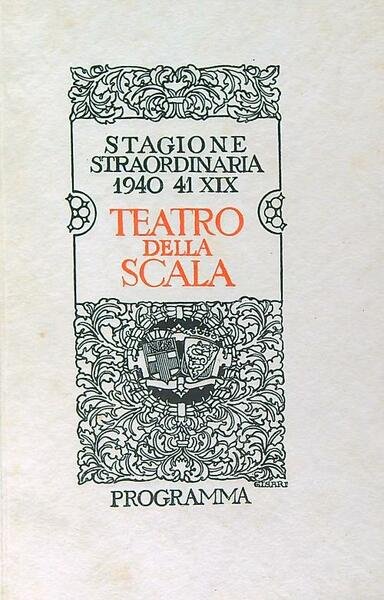 STAGIONE
STRAORDINARIA
1940 41 XIX
TEATRO
DELLA
SCALA
PROGRAMMA